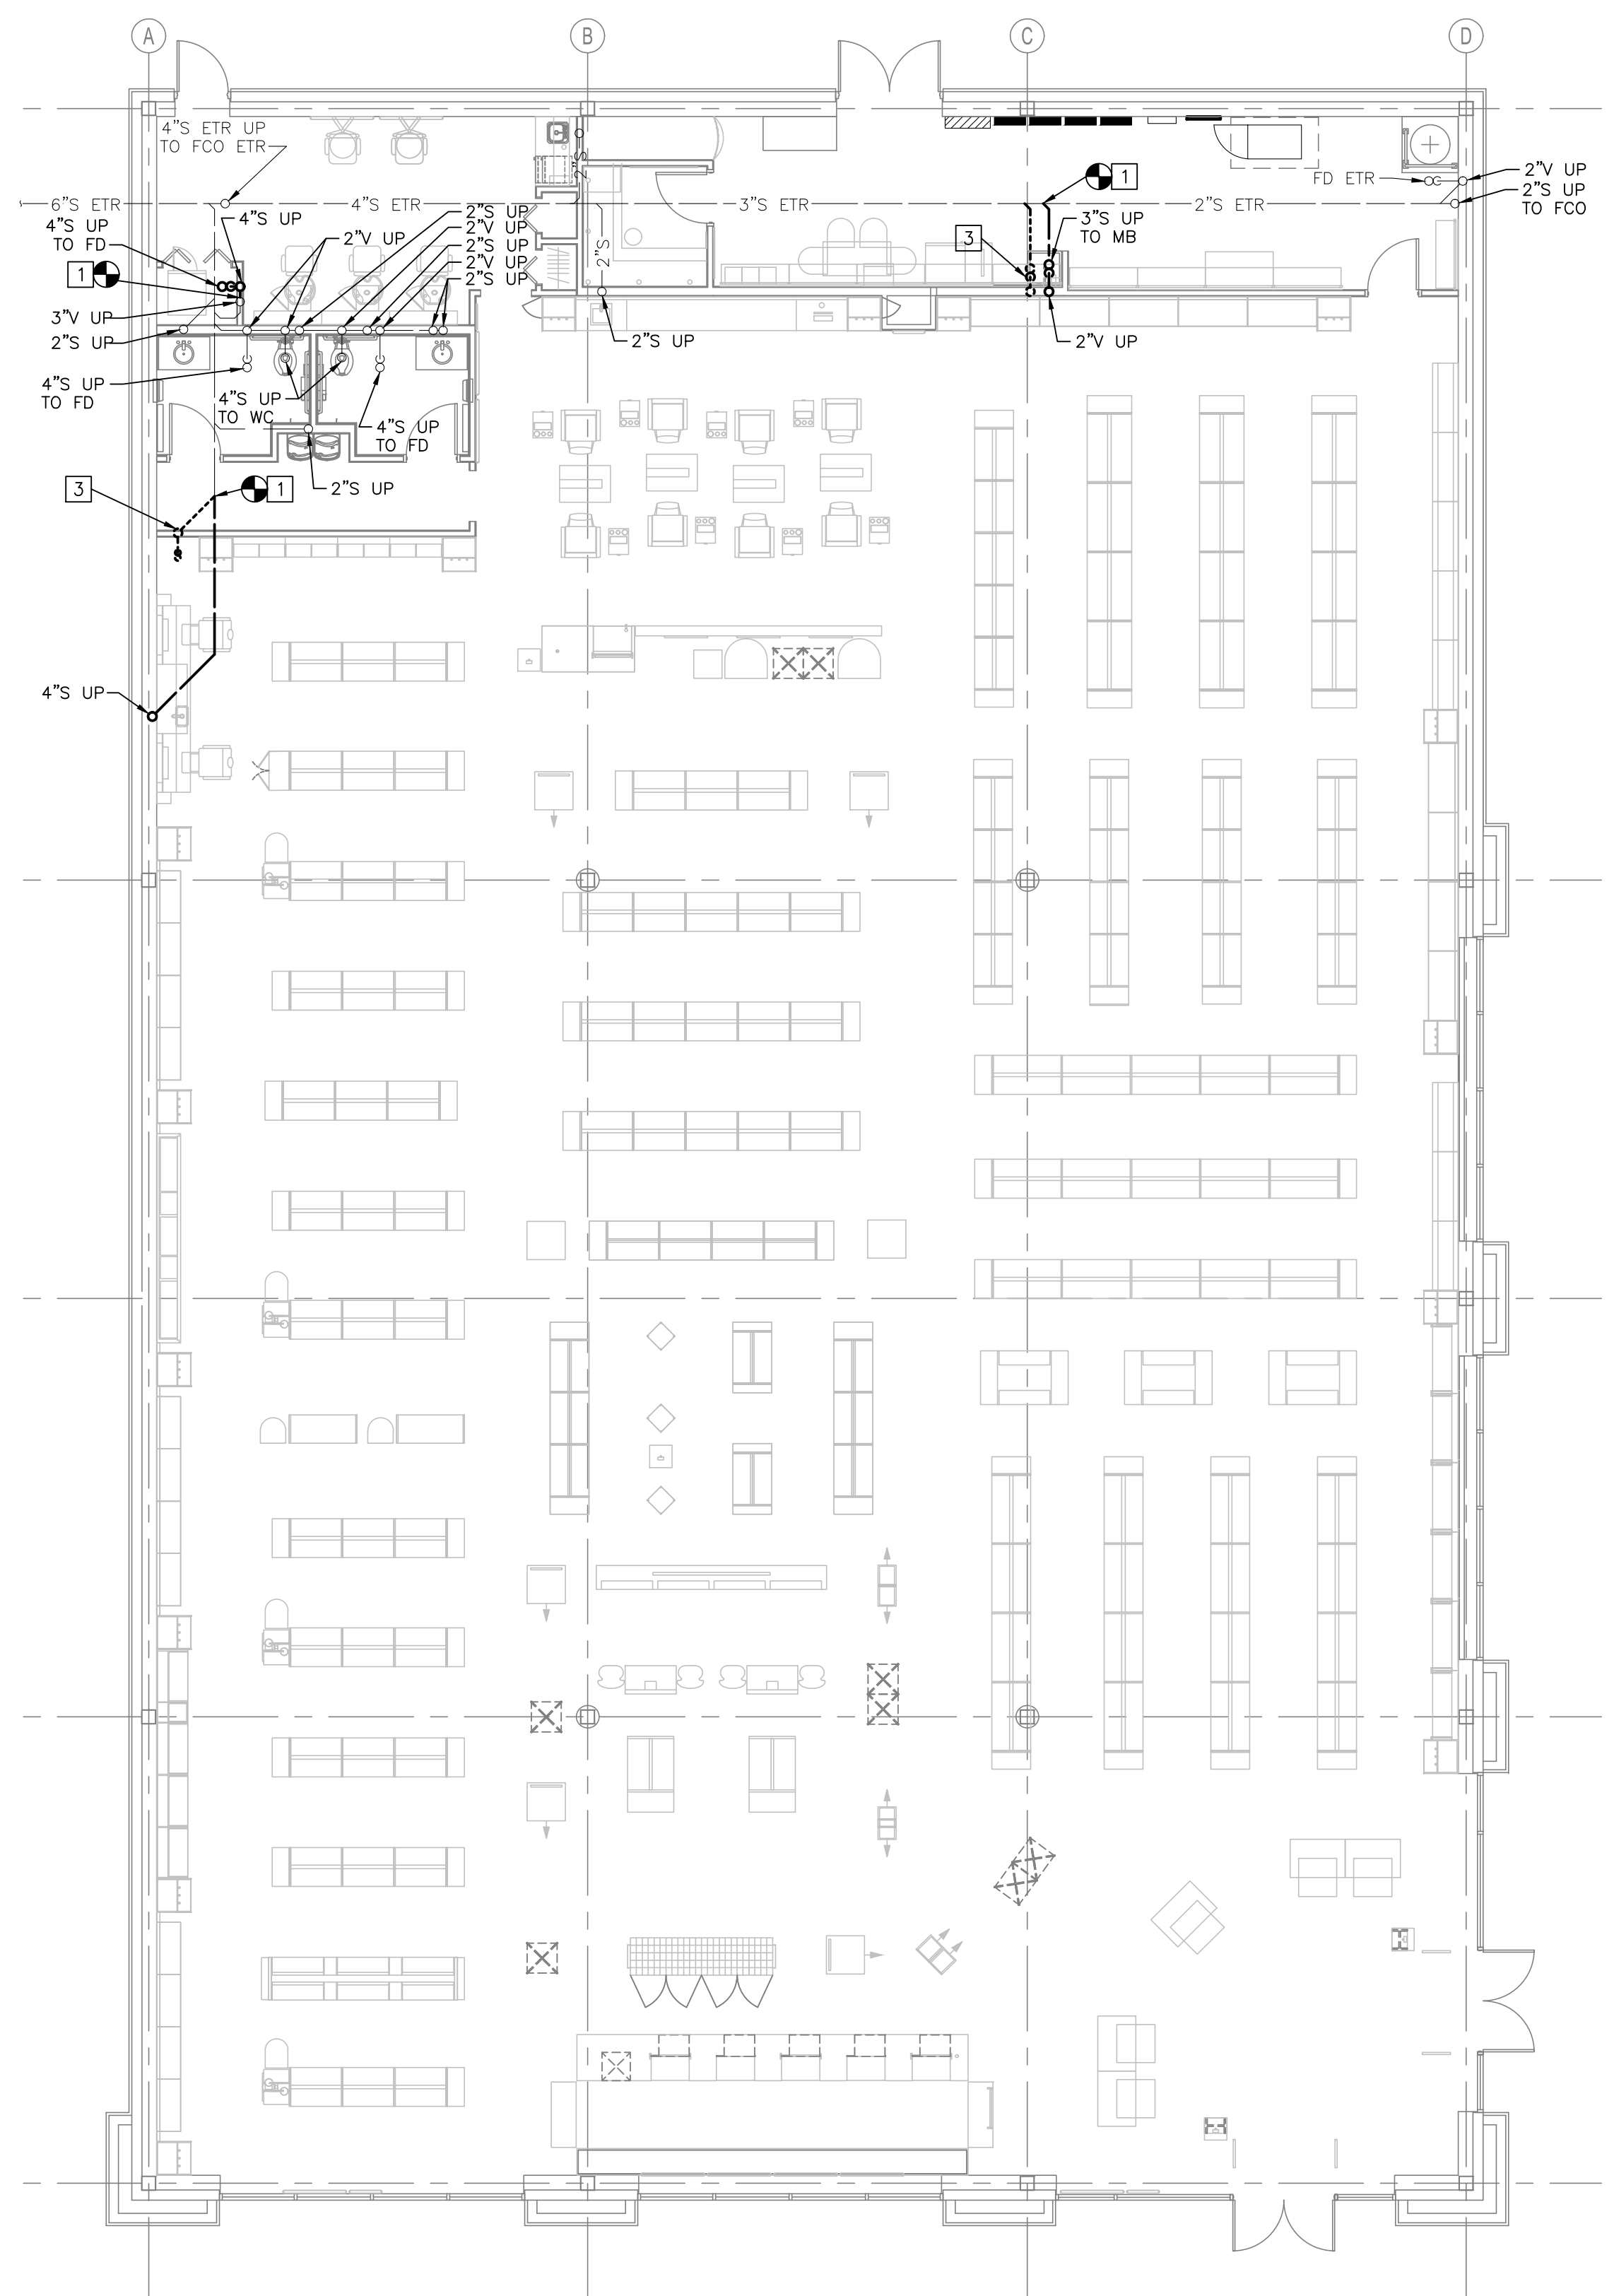 A
B
C
D
4"S ETR UP
TO FCO ETR
2"S
2"V UP
FD ETR
1
2"S UP
TO FCO
6"S ETR
4"S ETR
3"S ETR
2"S ETR
4"S UP
2"S UP
4"S UP
TO FD
2"V UP
2"V UP
3"S UP
TO MB
3
2"S UP
2"S
2"V UP
1
2"S UP
3"V UP
2"S UP
2"S UP
2"V UP
4"S UP
TO FD
4"S UP
TO WC
4"S UP
TO FD
3
1
2"S UP
4"S UP